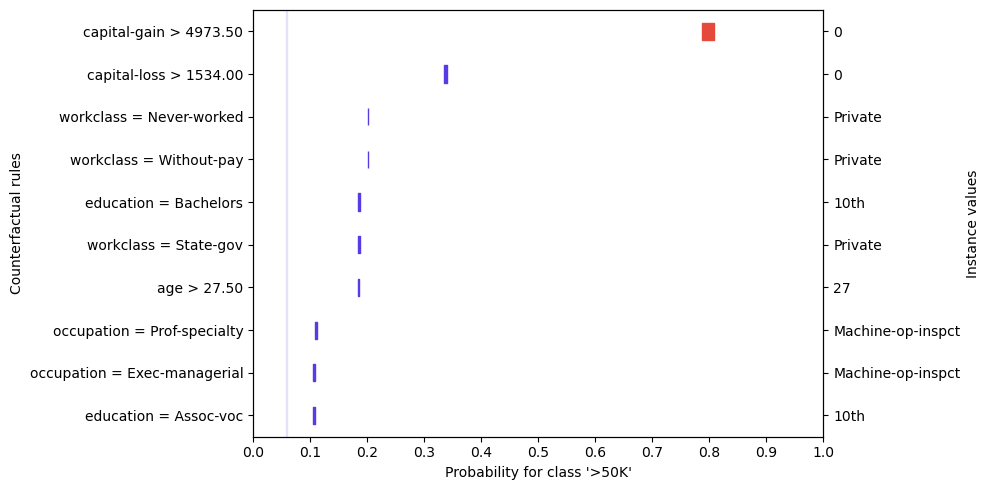 capital-gain > 4973.50 0
capital-loss > 1534.00 0
workclass = Never-worked Private
workclass = Without-pay Private
education = Bachelors 10th
workclass = State-gov Private
age > 27.50 27
occupation = Prof-specialty Machine-op-inspct
occupation = Exec-managerial Machine-op-inspct
education = Assoc-voc 10th
Counterfactual rules
Instance values
0.0 0.1 0.2 0.3 0.4 0.5 0.6 0.7 0.8 0.9 1.0
Probability for class '>50K'